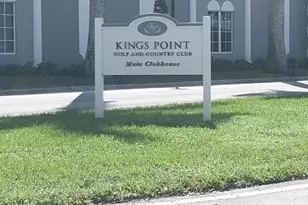 KINGS POINT
GOLF AND COUNTRY CLUB
Main Clubhouse